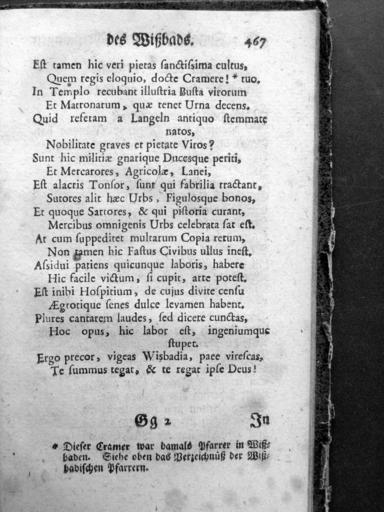 des Wißbads. 467
Est tamen hic veri pietas sanctissima cultus,
Quem regis eloquio, docte Cramere! * tuo.
In Templo recubant illustria Busta virorum
Et Matronarum, quæ tenet Urna decens.
Quid referam a Langeln antiquo stemmate
natos,
Nobilitate graves et pietate Viros?
Sunt hic militiæ gnarique Ducesque periti,
Et Mercarores, Agricolæ, Lanei,
Est alacris Tonsor, sunt qui fabrilia tractant,
Sutores alit hæc Urbs, Figulosque bonos,
Et quoque Sartores, & qui pistoria curant,
Mercibus omnigenis Urbs celebrata sat est.
At cum suppeditet multarum Copia rerum,
Non tamen hic Fastus Civibus ullus inest.
Assidui patiens quicunque laboris, habere
Hic facile victum, si cupit, arte potest.
Est inibi Hospitium, de cujus divite censu
Ægrotique senes dulce levamen habent.
Plures cantarem laudes, sed dicere cunctas,
Hoc opus, hic labor est, ingeniumque
stupet.
Ergo precor, vigeas Wisbadia, pace virescas,
Te summus tegat, & te regat ipse Deus!
Gg 2 In
* Dieser Cramer war damals Pfarrer in Wiß-
baden. Siehe oben das Verzeichnüß der Wiß-
badischen Pfarrern.